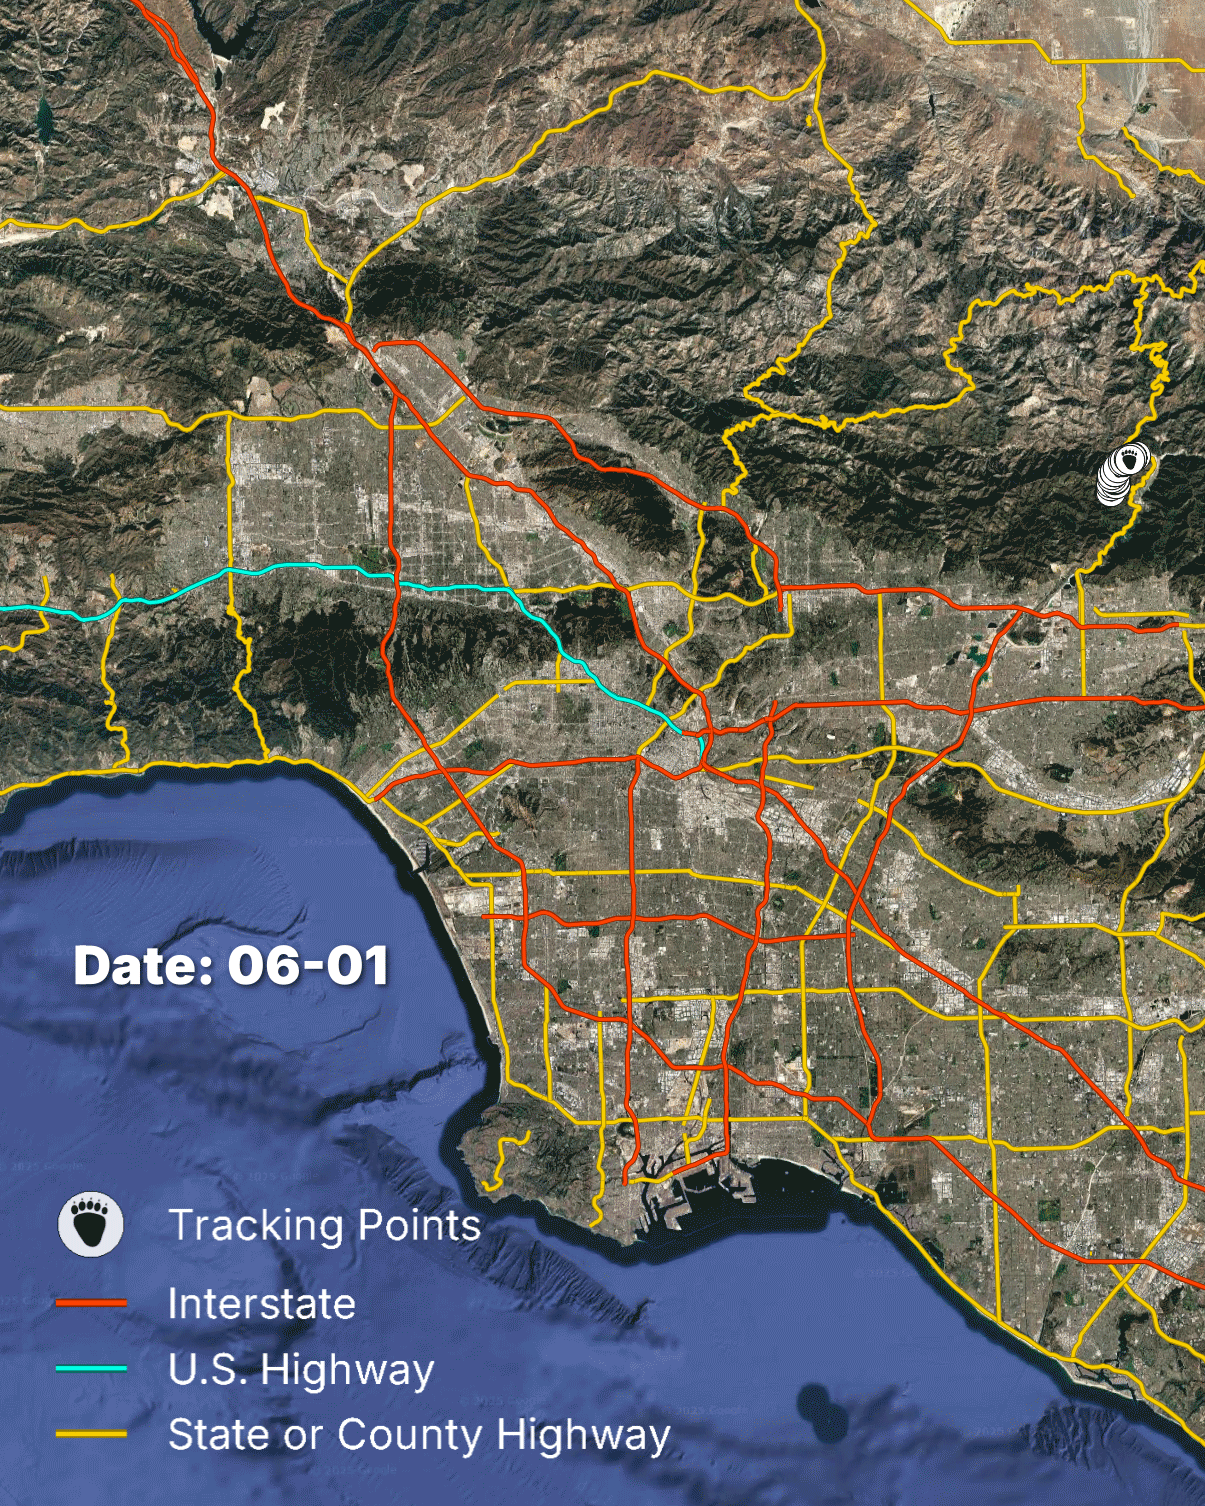 Date: 06-01
Tracking Points
Interstate
U.S. Highway
State or County Highway